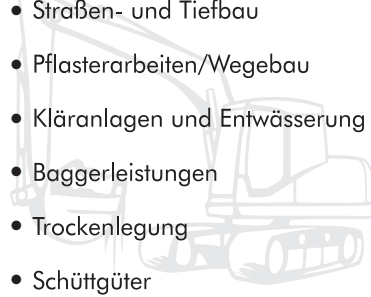 • Straßen- und Tiefbau
• Pflasterarbeiten/Wegebau
• Kläranlagen und Entwässerung
• Baggerleistungen
• Trockenlegung
• Schüttgüter